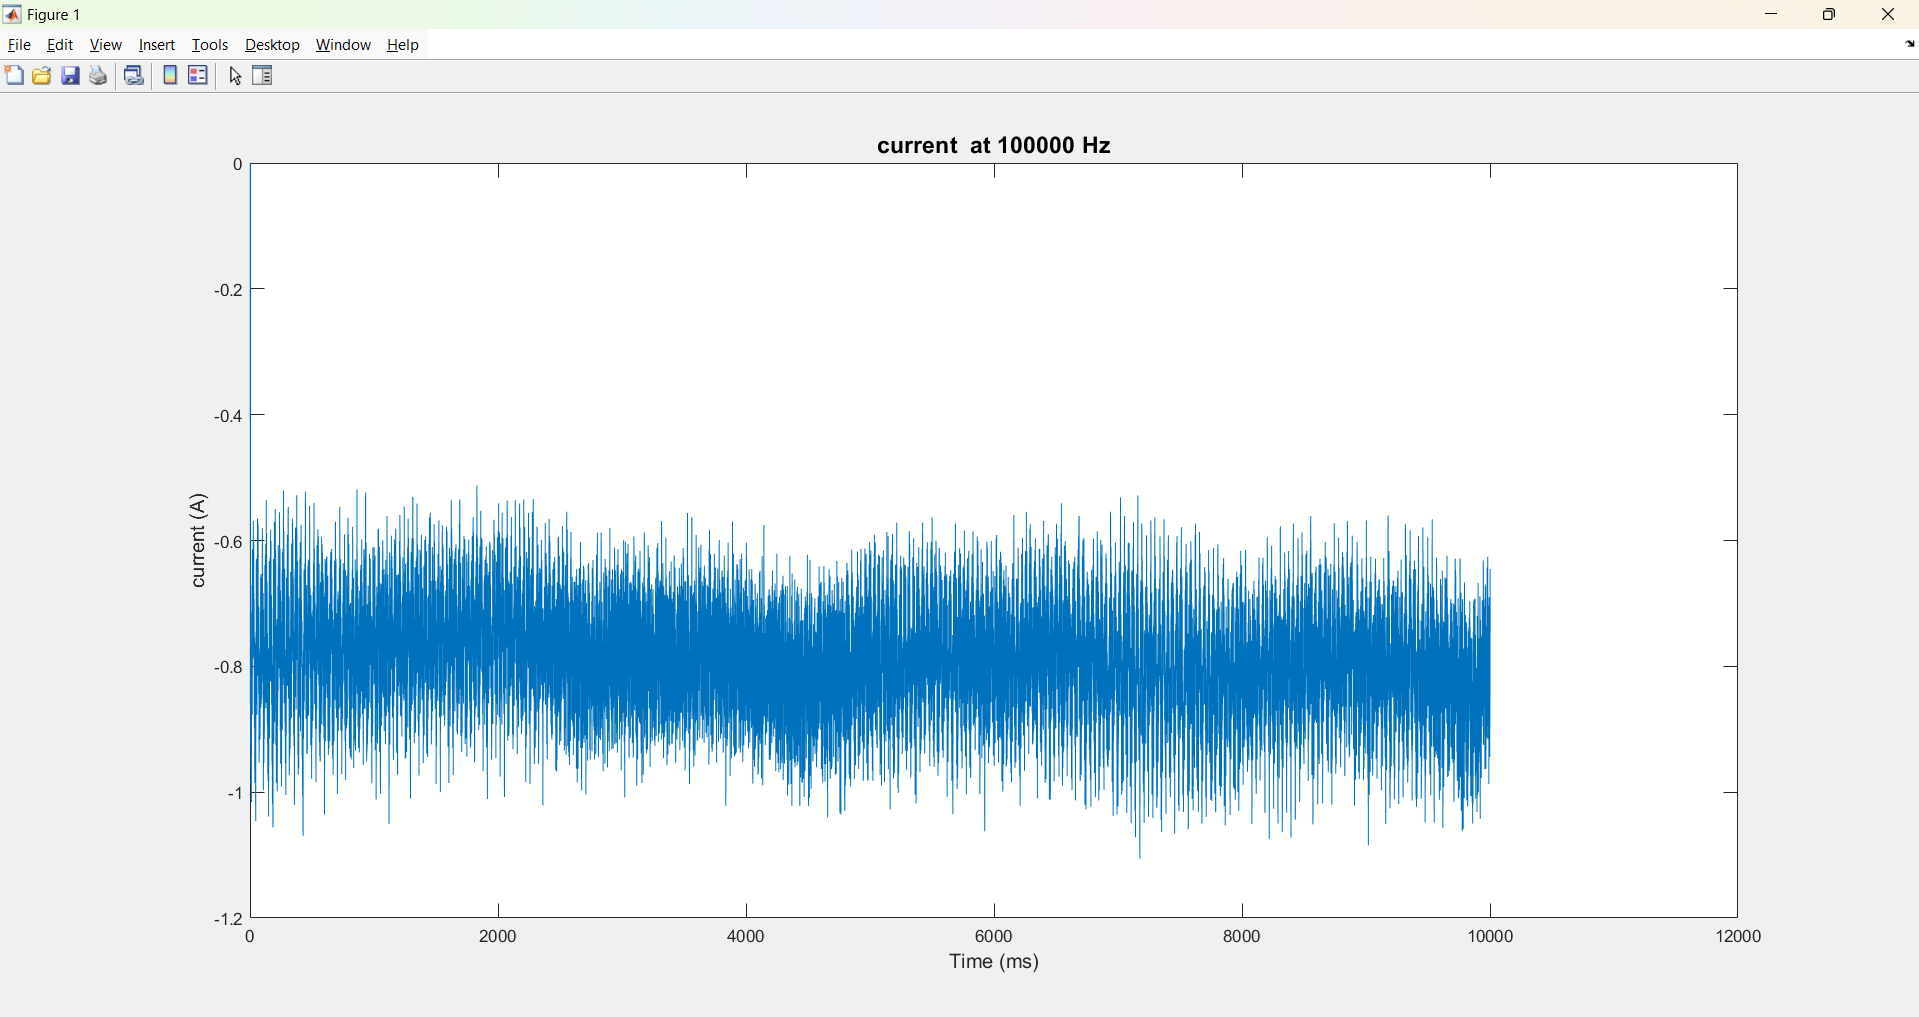 Figure 1
File Edit View Insert Tools Desktop Window Help
current  at 100000 Hz
0
-0.2
-0.4
-0.6
-0.8
-1
-1.2
current (A)
0 2000 4000 6000 8000 10000 12000
Time (ms)